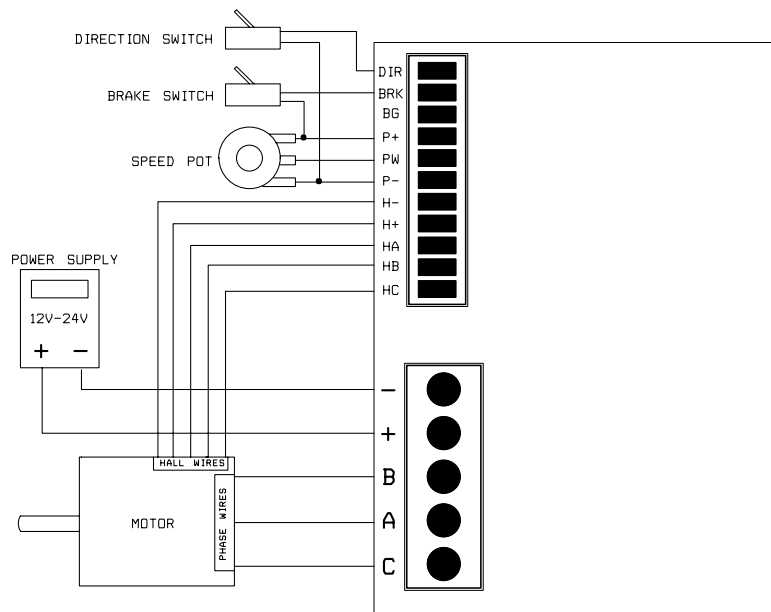 DIRECTION SWITCH
BRAKE SWITCH
SPEED POT
DIR
BRK
BG
P+
PW
P-
H-
H+
HA
HB
HC
POWER SUPPLY
12V-24V
+ -
-
+
B
A
C
HALL WIRES
PHASE WIRES
MOTOR